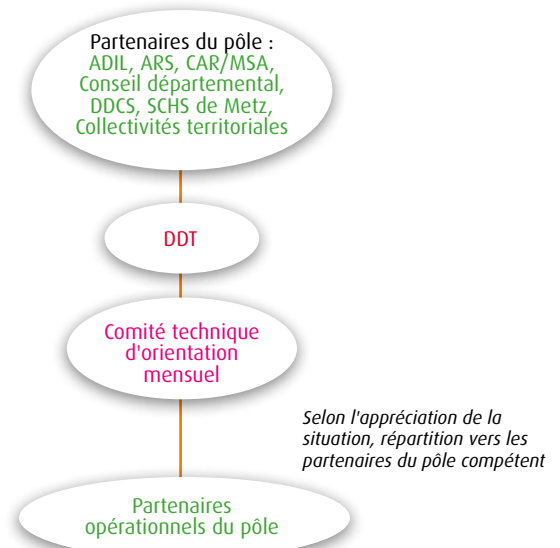 Partenaires du pôle :
ADIL, ARS, CAR/MSA,
Conseil départemental,
DDCS, SCHS de Metz,
Collectivités territoriales
DDT
Comité technique
d'orientation
mensuel
Selon l'appréciation de la
situation, répartition vers les
partenaires du pôle compétent
Partenaires
opérationnels du pôle